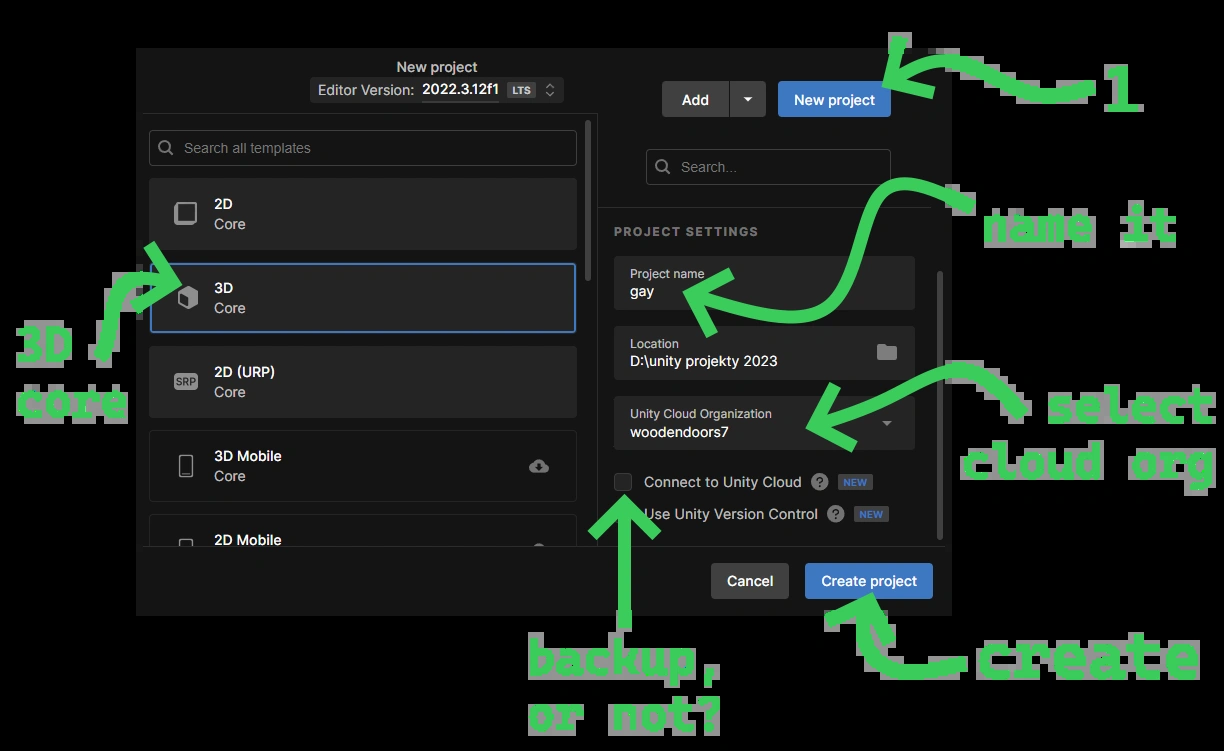 New project
Editor Version: 2022.3.12f1 LTS
Add
New project
1
Search all templates
Search...
2D
Core
name it
PROJECT SETTINGS
3D
Core
3D
core
Project name
gay
Location
D:\unity projekty 2023
2D (URP)
SRP
Core
Unity Cloud Organization
woodendoors7
select
cloud org
3D Mobile
Core
Connect to Unity Cloud ? NEW
Use Unity Version Control ? NEW
2D Mobile
Cancel
Create project
backup,
or not?
create